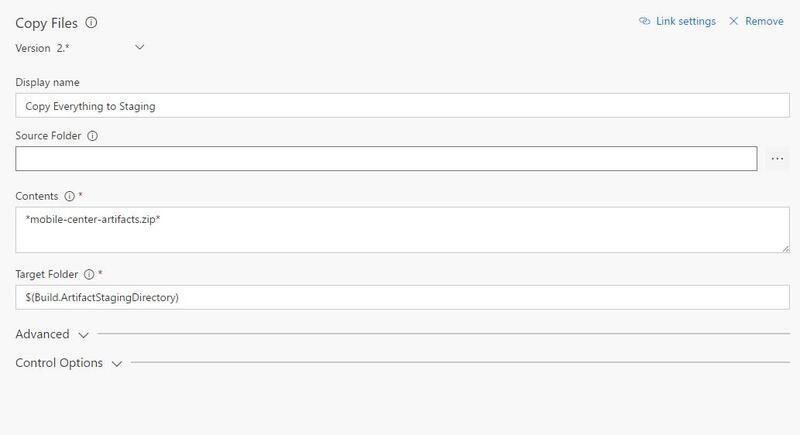 Copy Files
Link settings
Remove
Version 2.*
Display name
Copy Everything to Staging
Source Folder
...
Contents *
*mobile-center-artifacts.zip*
Target Folder *
$(Build.ArtifactStagingDirectory)
Advanced
Control Options